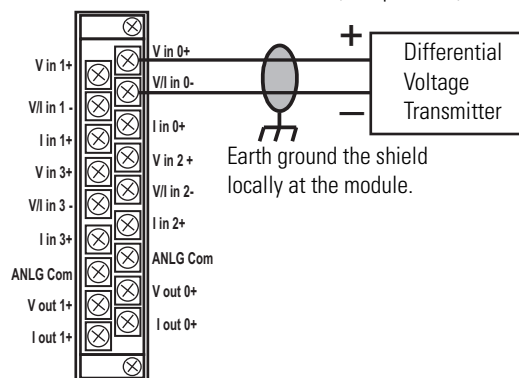 V in 1+
V/I in 1 -
I in 1+
V in 3+
V/I in 3 -
I in 3+
ANLG Com
V out 1+
I out 1+
V in 0+
V/I in 0-
I in 0+
V in 2 +
V/I in 2-
I in 2+
ANLG Com
V out 0+
I out 0+
+
—
Differential
Voltage
Transmitter
Earth ground the shield
locally at the module.